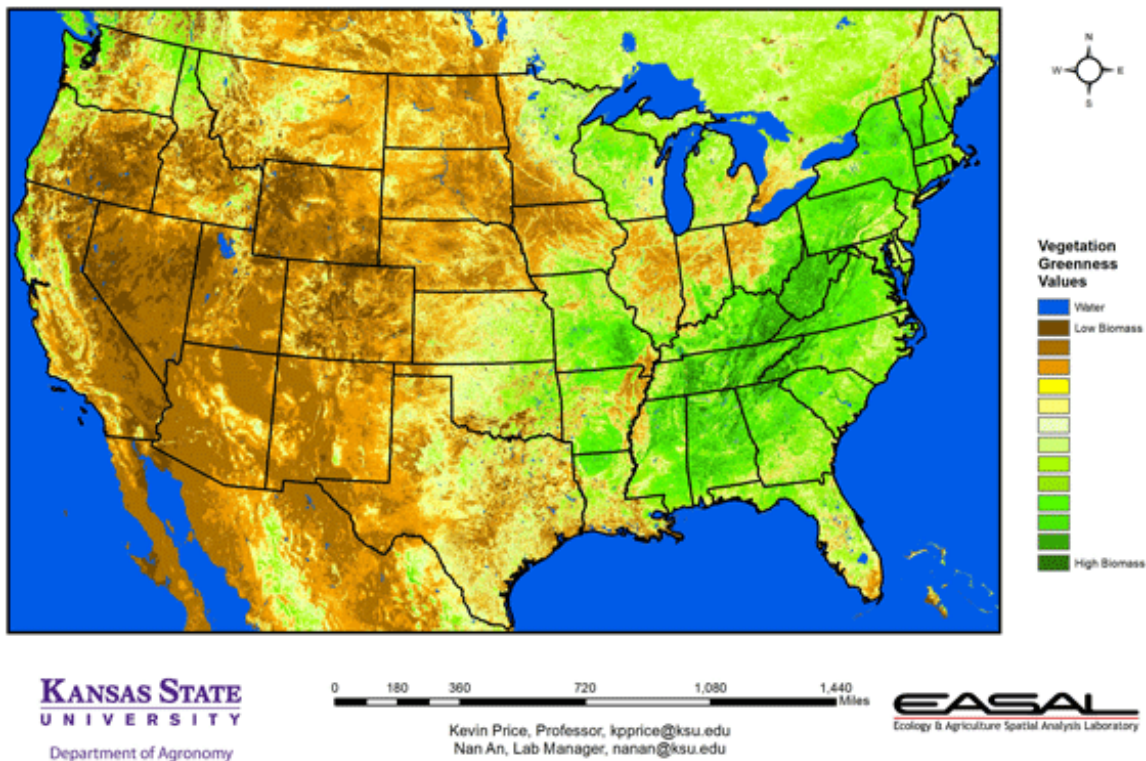 N
W E
S
Vegetation
Greenness
Values
Water
Low Biomass
High Biomass
KANSAS STATE
UNIVERSITY
Department of Agronomy
0 180 360 720 1,080 1,440
Miles
Kevin Price, Professor, kpprice@ksu.edu
Nan An, Lab Manager, nanan@ksu.edu
EASAL
Ecology & Agriculture Spatial Analysis Laboratory